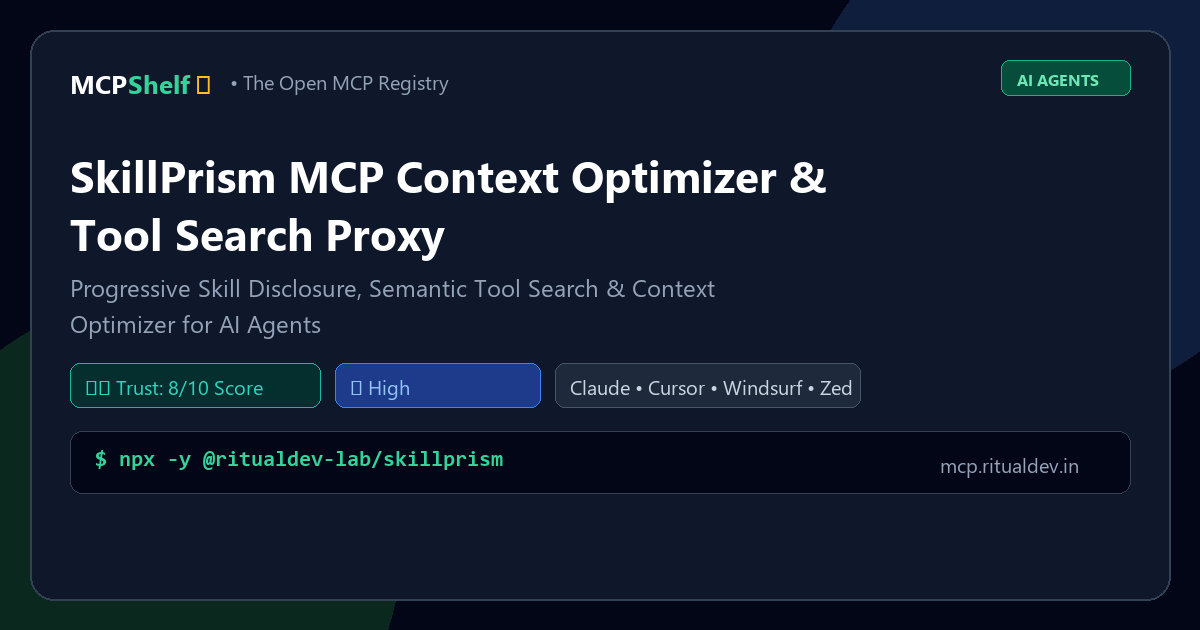 MCPShelf • The Open MCP Registry
AI AGENTS
SkillPrism MCP Context Optimizer &
Tool Search Proxy
Progressive Skill Disclosure, Semantic Tool Search & Context
Optimizer for AI Agents
Trust: 8/10 Score
High
Claude • Cursor • Windsurf • Zed
$ npx -y @ritualdev-lab/skillprism
mcp.ritualdev.in